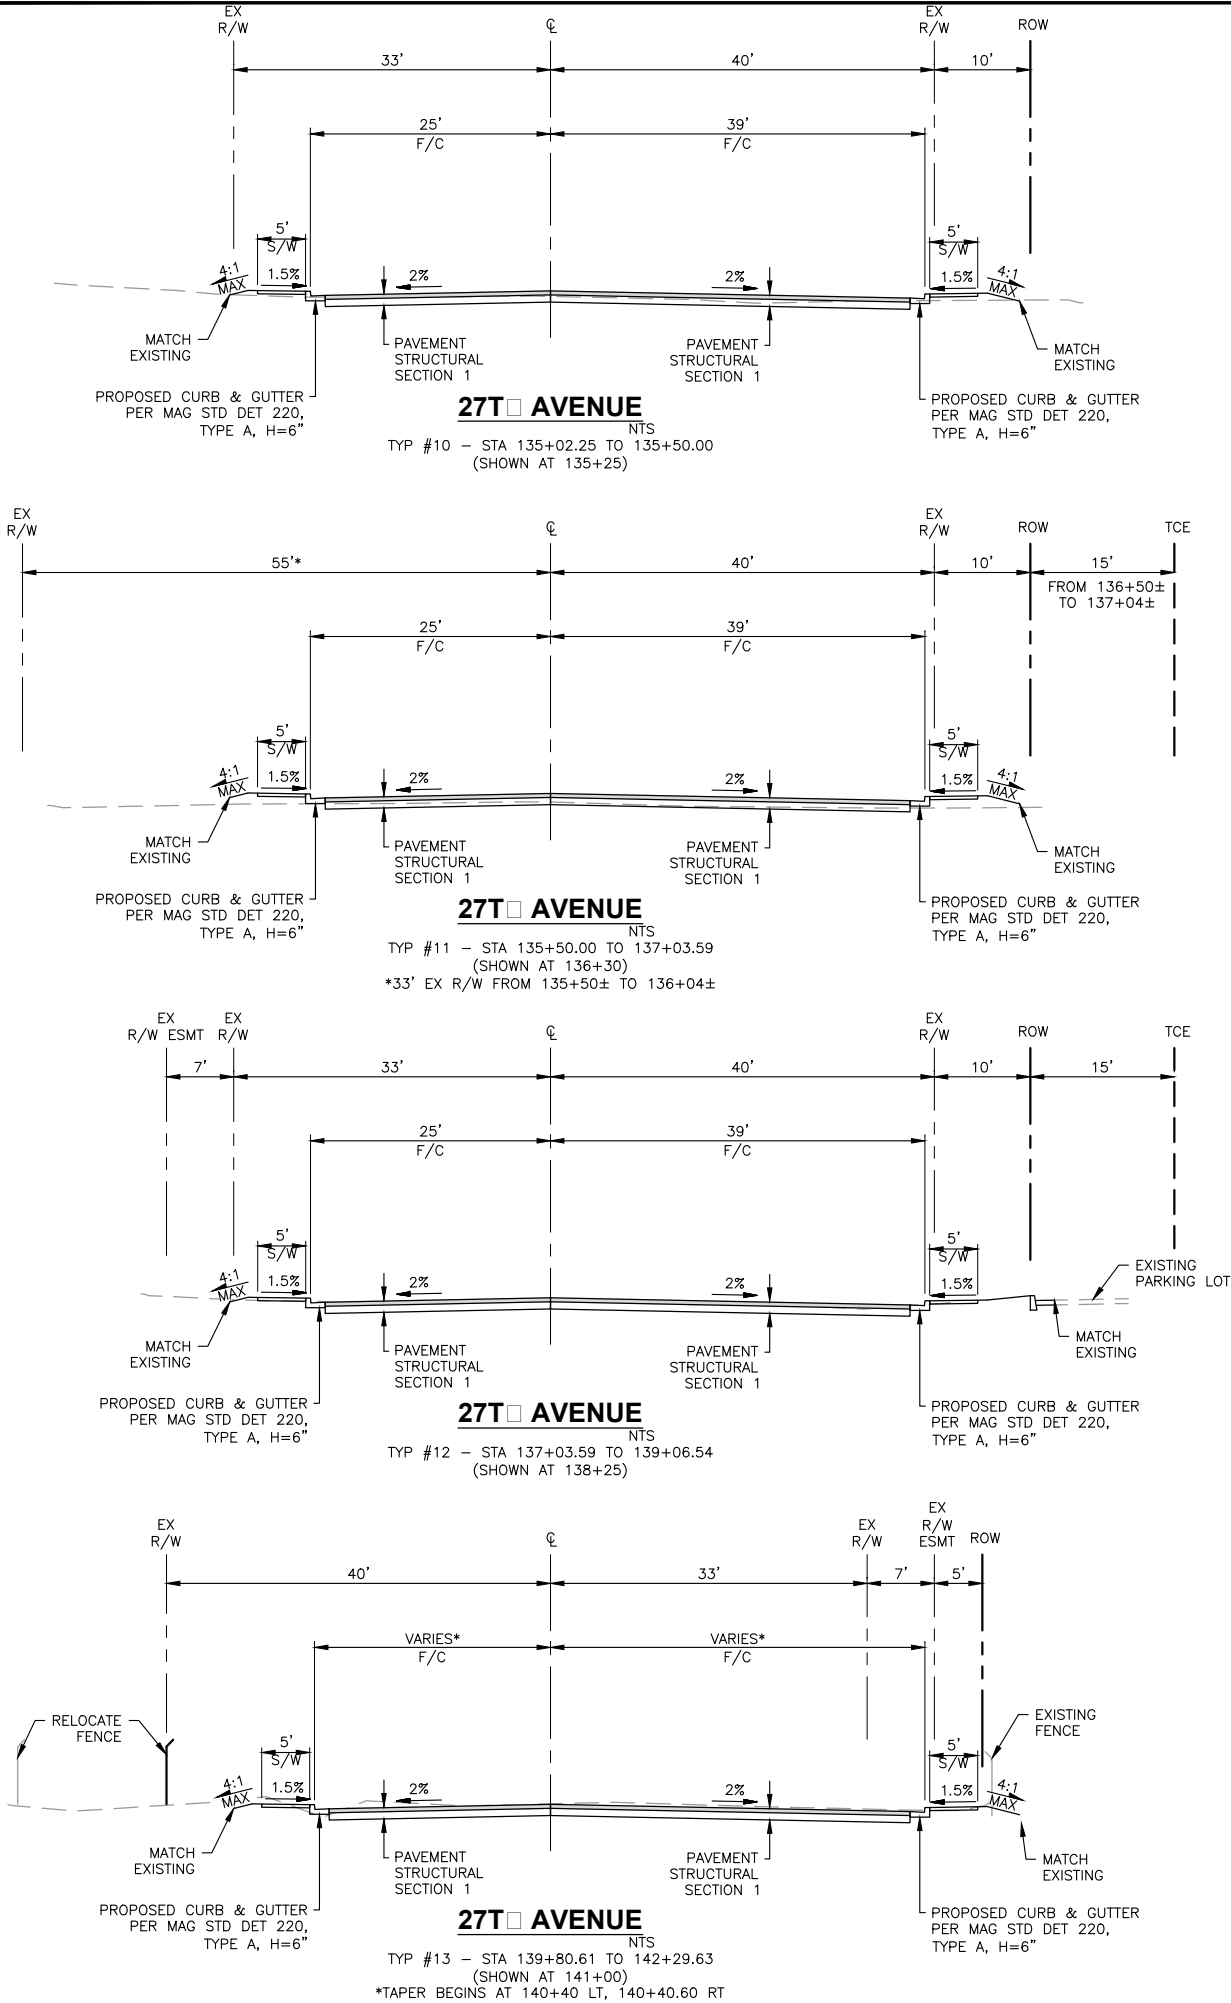 EX
R/W
℄
EX
R/W
ROW
33'
40'
10'
25'
F/C
39'
F/C
5'
S/W
5'
S/W
4:1
MAX
1.5%
2%
2%
1.5%
4:1
MAX
MATCH
EXISTING
PAVEMENT
STRUCTURAL
SECTION 1
PAVEMENT
STRUCTURAL
SECTION 1
MATCH
EXISTING
PROPOSED CURB & GUTTER
PER MAG STD DET 220,
TYPE A, H=6"
PROPOSED CURB & GUTTER
PER MAG STD DET 220,
TYPE A, H=6"
27T□ AVENUE
NTS
TYP #10 – STA 135+02.25 TO 135+50.00
(SHOWN AT 135+25)
EX
R/W
℄
EX
R/W
ROW
TCE
55'*
40'
10'
15'
FROM 136+50±
TO 137+04±
25'
F/C
39'
F/C
5'
S/W
5'
S/W
4:1
MAX
1.5%
2%
2%
1.5%
4:1
MAX
MATCH
EXISTING
PAVEMENT
STRUCTURAL
SECTION 1
PAVEMENT
STRUCTURAL
SECTION 1
MATCH
EXISTING
PROPOSED CURB & GUTTER
PER MAG STD DET 220,
TYPE A, H=6"
PROPOSED CURB & GUTTER
PER MAG STD DET 220,
TYPE A, H=6"
27T□ AVENUE
NTS
TYP #11 – STA 135+50.00 TO 137+03.59
(SHOWN AT 136+30)
*33' EX R/W FROM 135+50± TO 136+04±
EX
R/W ESMT
EX
R/W
℄
EX
R/W
ROW
TCE
7'
33'
40'
10'
15'
25'
F/C
39'
F/C
5'
S/W
5'
S/W
4:1
MAX
1.5%
2%
2%
1.5%
EXISTING
PARKING LOT
MATCH
EXISTING
PAVEMENT
STRUCTURAL
SECTION 1
PAVEMENT
STRUCTURAL
SECTION 1
MATCH
EXISTING
PROPOSED CURB & GUTTER
PER MAG STD DET 220,
TYPE A, H=6"
PROPOSED CURB & GUTTER
PER MAG STD DET 220,
TYPE A, H=6"
27T□ AVENUE
NTS
TYP #12 – STA 137+03.59 TO 139+06.54
(SHOWN AT 138+25)
EX
R/W
℄
EX
R/W
EX
R/W
ESMT
ROW
40'
33'
7'
5'
VARIES*
F/C
VARIES*
F/C
RELOCATE
FENCE
EXISTING
FENCE
5'
S/W
5'
S/W
4:1
MAX
1.5%
2%
2%
1.5%
4:1
MAX
MATCH
EXISTING
PAVEMENT
STRUCTURAL
SECTION 1
PAVEMENT
STRUCTURAL
SECTION 1
MATCH
EXISTING
PROPOSED CURB & GUTTER
PER MAG STD DET 220,
TYPE A, H=6"
PROPOSED CURB & GUTTER
PER MAG STD DET 220,
TYPE A, H=6"
27T□ AVENUE
NTS
TYP #13 – STA 139+80.61 TO 142+29.63
(SHOWN AT 141+00)
*TAPER BEGINS AT 140+40 LT, 140+40.60 RT